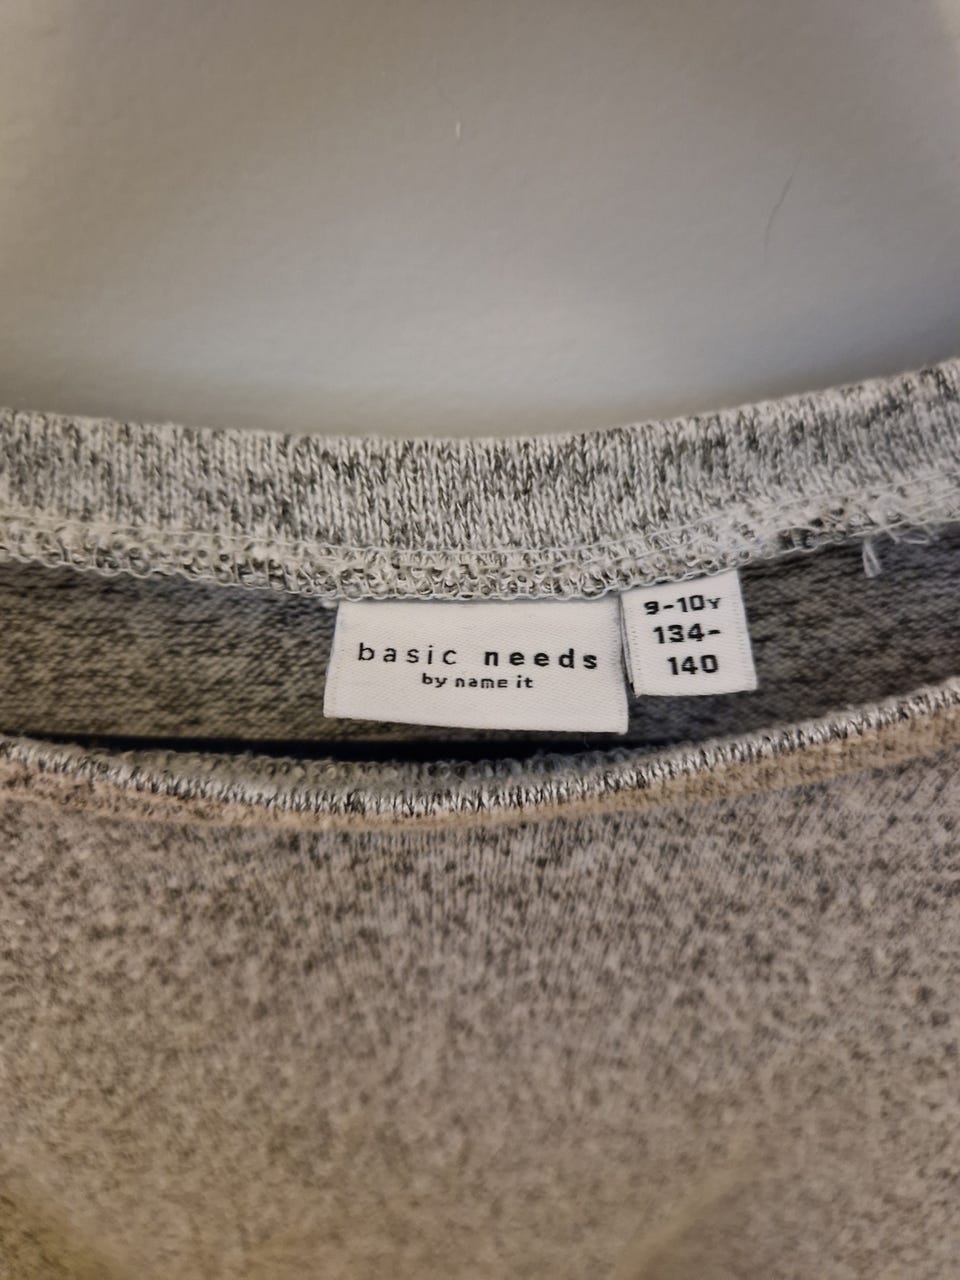 basic needs
by name it
9-10Y
134-
140